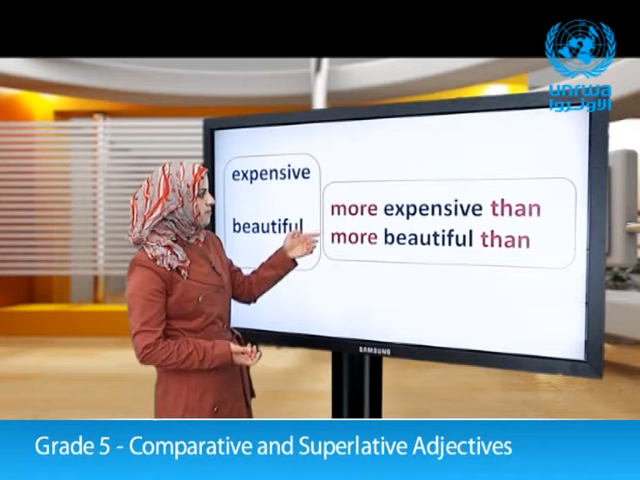 unrwa
الأونروا
expensive
beautiful
more expensive than
more beautiful than
SAMSUNG
Grade 5 - Comparative and Superlative Adjectives